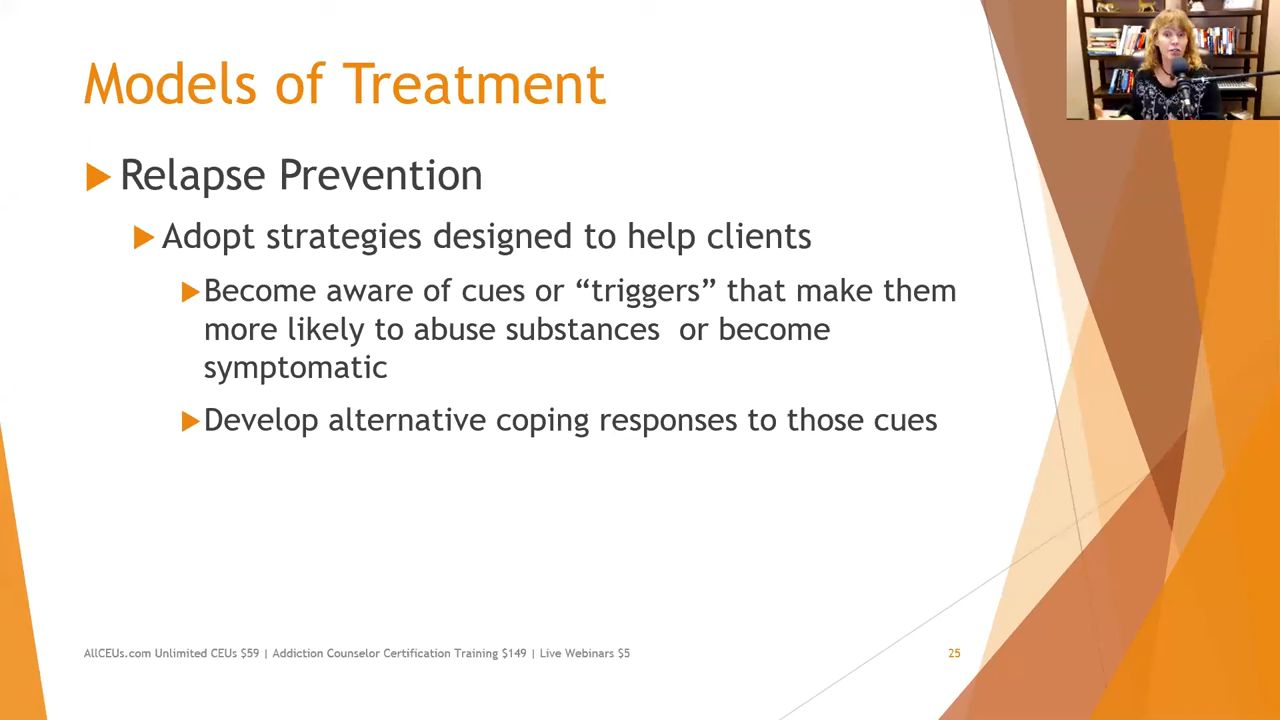 Models of Treatment
Relapse Prevention
Adopt strategies designed to help clients
Become aware of cues or “triggers” that make them
more likely to abuse substances  or become
symptomatic
Develop alternative coping responses to those cues
AllCEUs.com Unlimited CEUs $59 | Addiction Counselor Certification Training $149 | Live Webinars $5
25